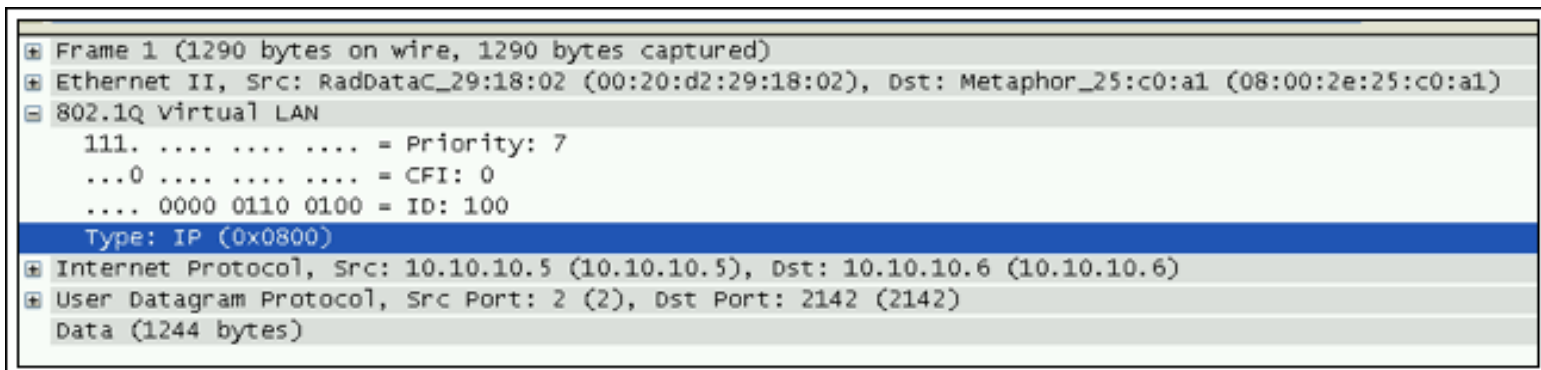 Frame 1 (1290 bytes on wire, 1290 bytes captured)
Ethernet II, Src: RadDataC_29:18:02 (00:20:d2:29:18:02), Dst: Metaphor_25:c0:a1 (08:00:2e:25:c0:a1)
802.1Q Virtual LAN
111. .... .... .... = Priority: 7
...0 .... .... .... = CFI: 0
.... 0000 0110 0100 = ID: 100
Type: IP (0x0800)
Internet Protocol, Src: 10.10.10.5 (10.10.10.5), Dst: 10.10.10.6 (10.10.10.6)
User Datagram Protocol, Src Port: 2 (2), Dst Port: 2142 (2142)
Data (1244 bytes)